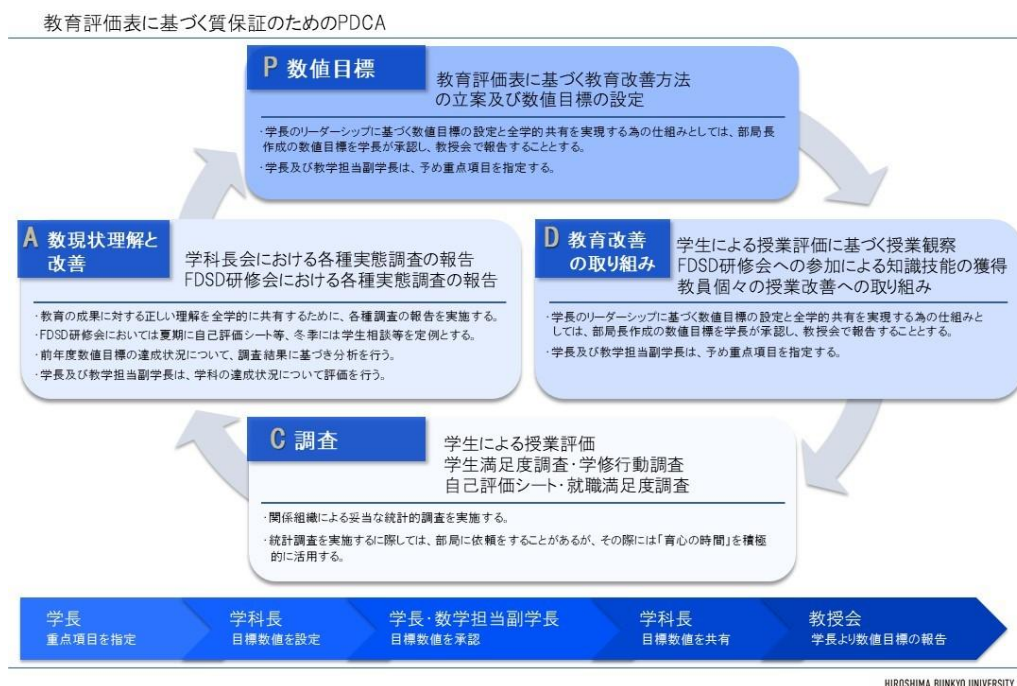 教育評価表に基づく質保証のためのPDCA
P 数値目標
教育評価表に基づく教育改善方法
の立案及び数値目標の設定
・学長のリーダーシップに基づく数値目標の設定と全学的共有を実現する為の仕組みとしては、部局長
作成の数値目標を学長が承認し、教授会で報告することとする。
・学長及び教学担当副学長は、予め重点項目を指定する。
A 数現状理解と
改善
学科長会における各種実態調査の報告
FDSD研修会における各種実態調査の報告
・教育の成果に対する正しい理解を全学的に共有するために、各種調査の報告を実施する。
・FDSD研修会においては夏期に自己評価シート等、冬季には学生相談等を定例とする。
・前年度数値目標の達成状況について、調査結果に基づき分析を行う。
・学長及び教学担当副学長は、学科の達成状況について評価を行う。
D 教育改善
の取り組み
学生による授業評価に基づく授業観察
FDSD研修会への参加による知識技能の獲得
教員個々の授業改善への取り組み
・学長のリーダーシップに基づく数値目標の設定と全学的共有を実現する為の仕組みと
しては、部局長作成の数値目標を学長が承認し、教授会で報告することとする。
・学長及び教学担当副学長は、予め重点項目を指定する。
C 調査
学生による授業評価
学生満足度調査・学修行動調査
自己評価シート・就職満足度調査
・関係組織による妥当な統計的調査を実施する。
・統計調査を実施するに際しては、部局に依頼をすることがあるが、その際には「育心の時間」を積極
的に活用する。
学長
重点項目を指定
学科長
目標数値を設定
学長・数学担当副学長
目標数値を承認
学科長
目標数値を共有
教授会
学長より数値目標の報告
HIROSHIMA BUNKYO UNIVERSITY